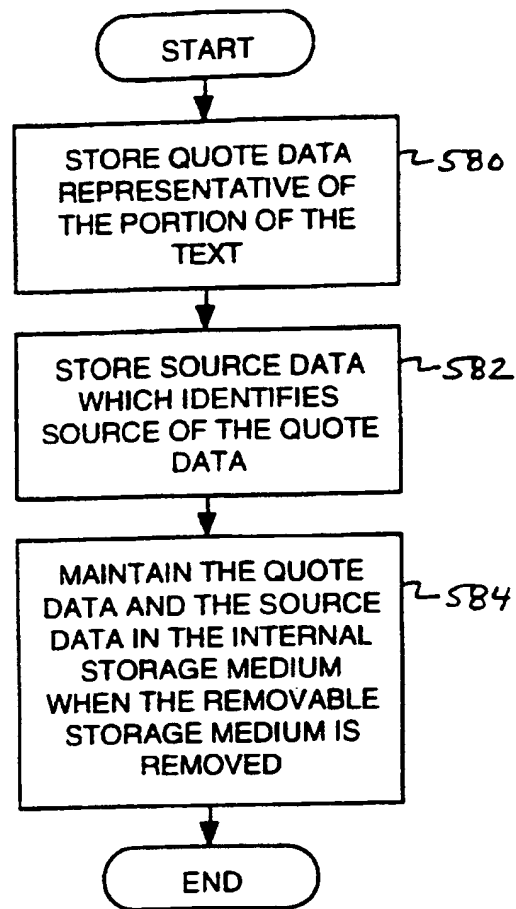 START
STORE QUOTE DATA
REPRESENTATIVE OF
THE PORTION OF THE
TEXT
580
STORE SOURCE DATA
WHICH IDENTIFIES
SOURCE OF THE QUOTE
DATA
582
MAINTAIN THE QUOTE
DATA AND THE SOURCE
DATA IN THE INTERNAL
STORAGE MEDIUM
WHEN THE REMOVABLE
STORAGE MEDIUM IS
REMOVED
584
END